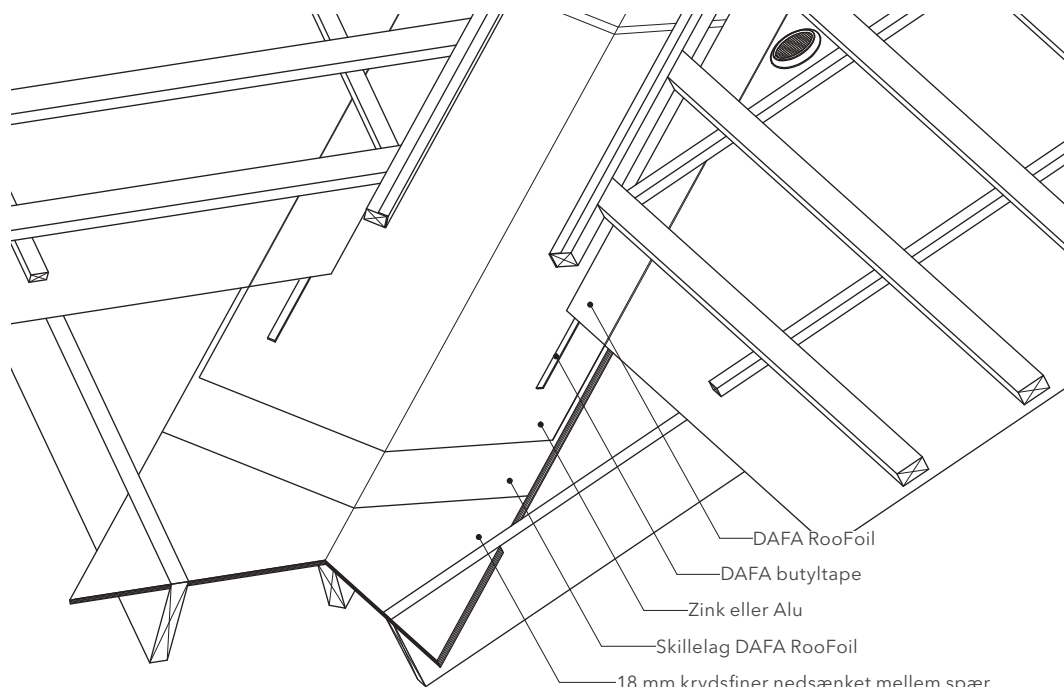 DAFA RooFoil
DAFA butyltape
Zink eller Alu
Skillelag DAFA RooFoil
18 mm krydsfiner nedsænket mellem spær